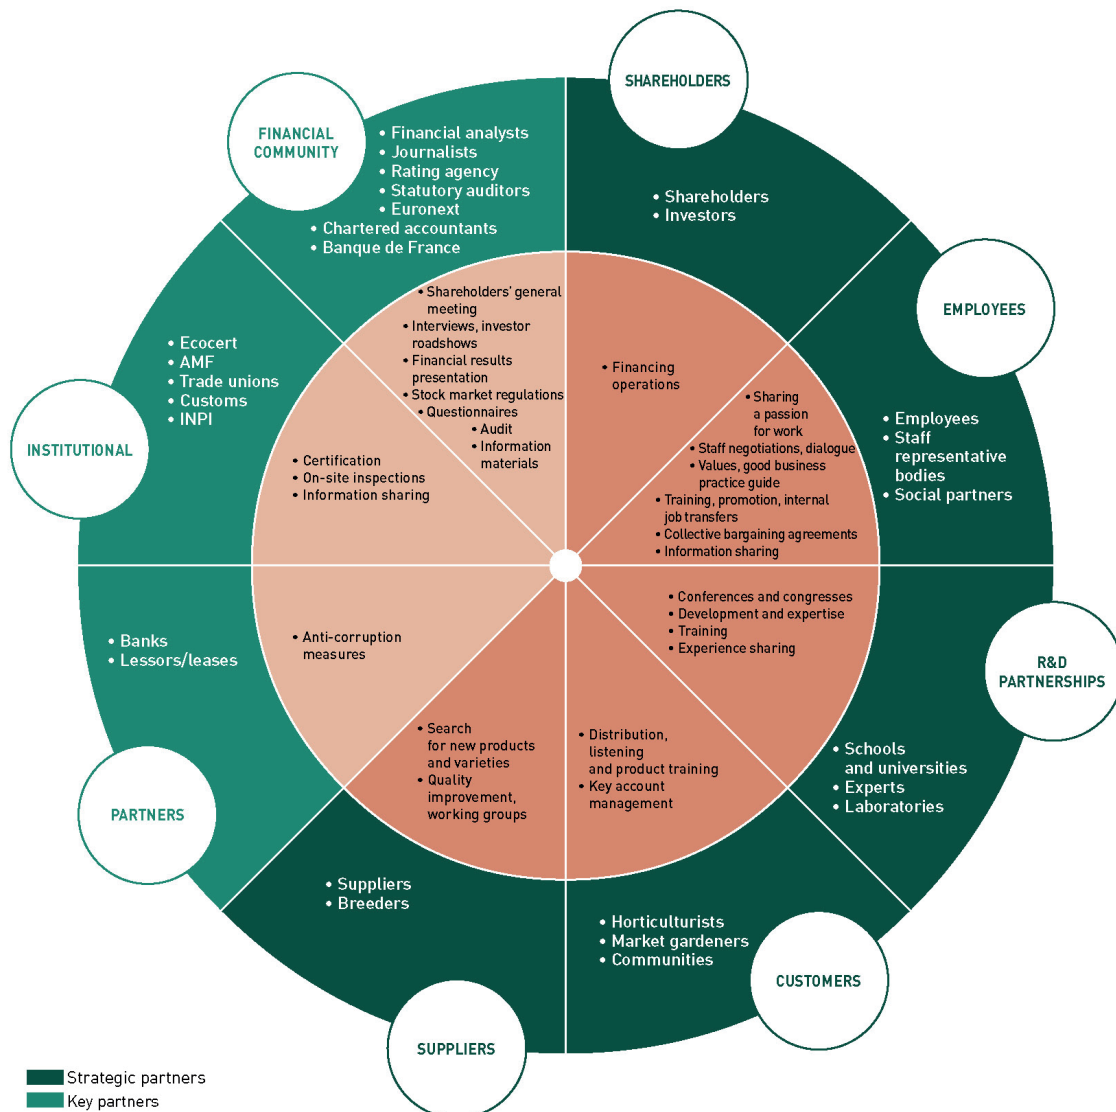 SHAREHOLDERS
• Shareholders
• Investors
• Financing
operations
EMPLOYEES
• Employees
• Staff
representative
bodies
• Social partners
• Sharing
a passion
for work
• Staff negotiations, dialogue
• Values, good business
practice guide
• Training, promotion, internal
job transfers
• Collective bargaining agreements
• Information sharing
R&D
PARTNERSHIPS
• Schools
and universities
• Experts
• Laboratories
• Conferences and congresses
• Development and expertise
• Training
• Experience sharing
CUSTOMERS
• Horticulturists
• Market gardeners
• Communities
• Distribution,
listening
and product training
• Key account
management
SUPPLIERS
• Suppliers
• Breeders
• Search
for new products
and varieties
• Quality
improvement,
working groups
PARTNERS
• Banks
• Lessors/leases
• Anti-corruption
measures
INSTITUTIONAL
• Ecocert
• AMF
• Trade unions
• Customs
• INPI
• Certification
• On-site inspections
• Information sharing
FINANCIAL
COMMUNITY
• Financial analysts
• Journalists
• Rating agency
• Statutory auditors
• Euronext
• Chartered accountants
• Banque de France
• Shareholders' general
meeting
• Interviews, investor
roadshows
• Financial results
presentation
• Stock market regulations
• Questionnaires
• Audit
• Information
materials
Strategic partners
Key partners